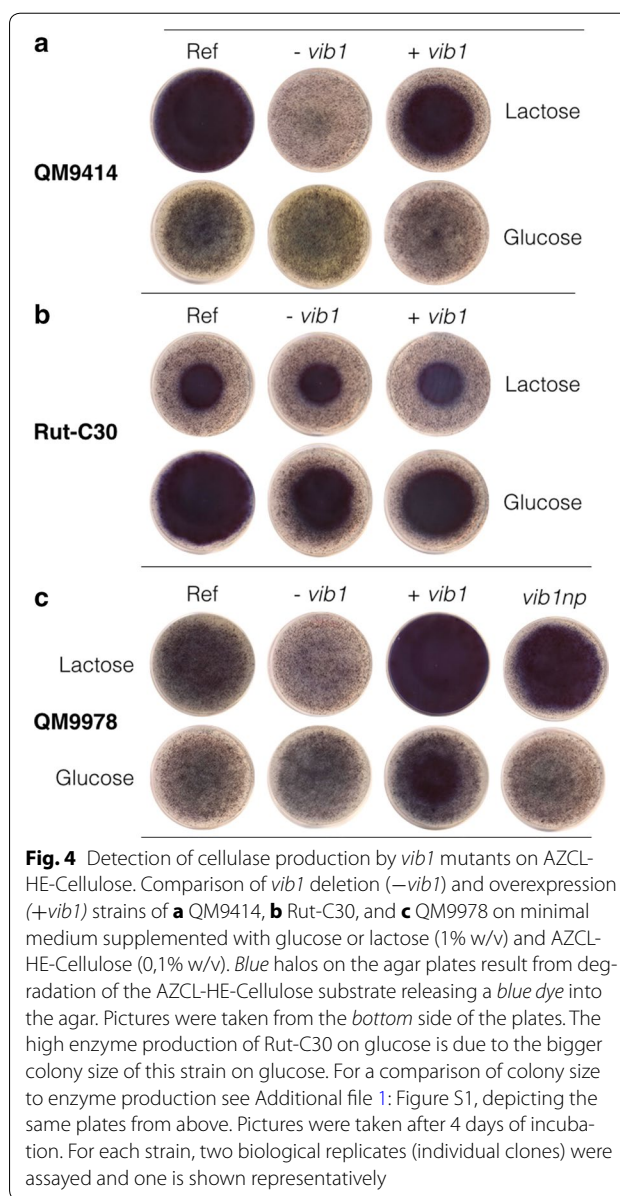 a
Ref - vib1 + vib1
Lactose
QM9414
Glucose
b
Ref - vib1 + vib1
Lactose
Rut-C30
Glucose
c
Ref - vib1 + vib1 vib1np
Lactose
QM9978
Glucose
Fig. 4 Detection of cellulase production by vib1 mutants on AZCL-
HE-Cellulose. Comparison of vib1 deletion (−vib1) and overexpression
(+vib1) strains of a QM9414, b Rut-C30, and c QM9978 on minimal
medium supplemented with glucose or lactose (1% w/v) and AZCL-
HE-Cellulose (0,1% w/v). Blue halos on the agar plates result from deg-
radation of the AZCL-HE-Cellulose substrate releasing a blue dye into
the agar. Pictures were taken from the bottom side of the plates. The
high enzyme production of Rut-C30 on glucose is due to the bigger
colony size of this strain on glucose. For a comparison of colony size
to enzyme production see Additional file 1: Figure S1, depicting the
same plates from above. Pictures were taken after 4 days of incuba-
tion. For each strain, two biological replicates (individual clones) were
assayed and one is shown representatively